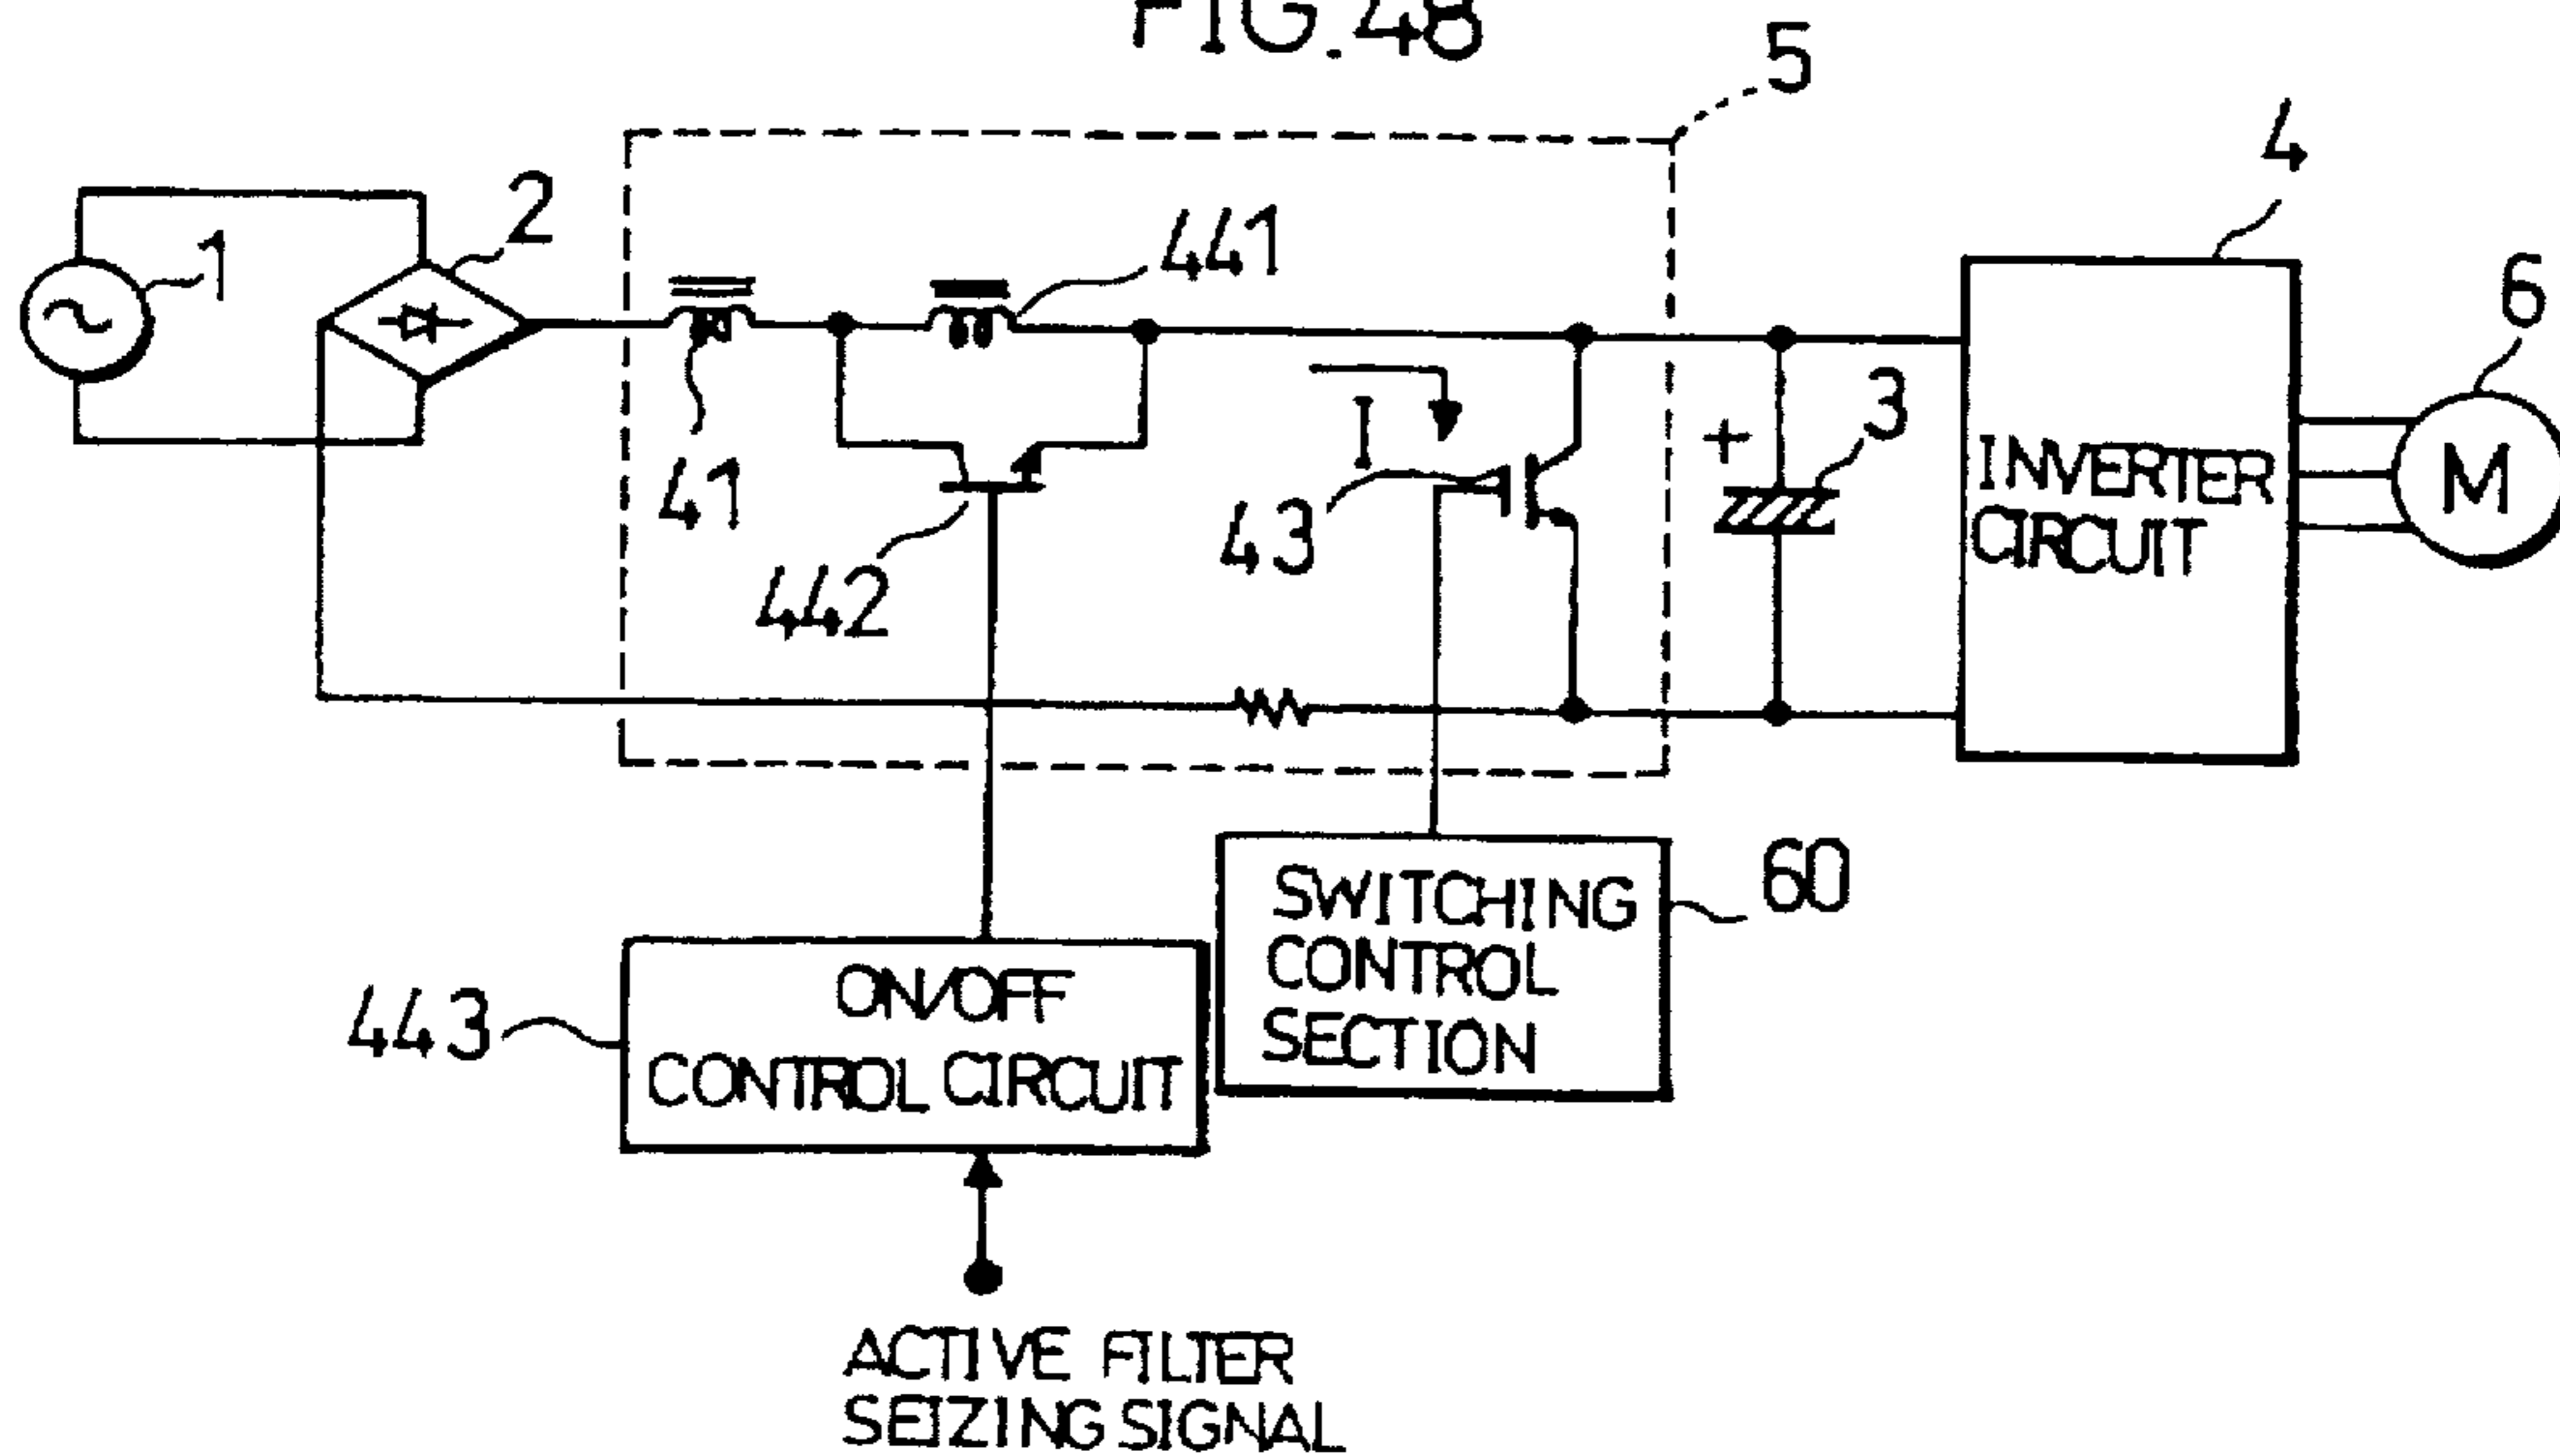 FIG. 48
5
4
2
1
441
6
41
I
43
+
3
INVERTER
CIRCUIT
M
442
60
SWITCHING
CONTROL
SECTION
443
ON/OFF
CONTROL CIRCUIT
ACTIVE FILTER
SEIZING SIGNAL